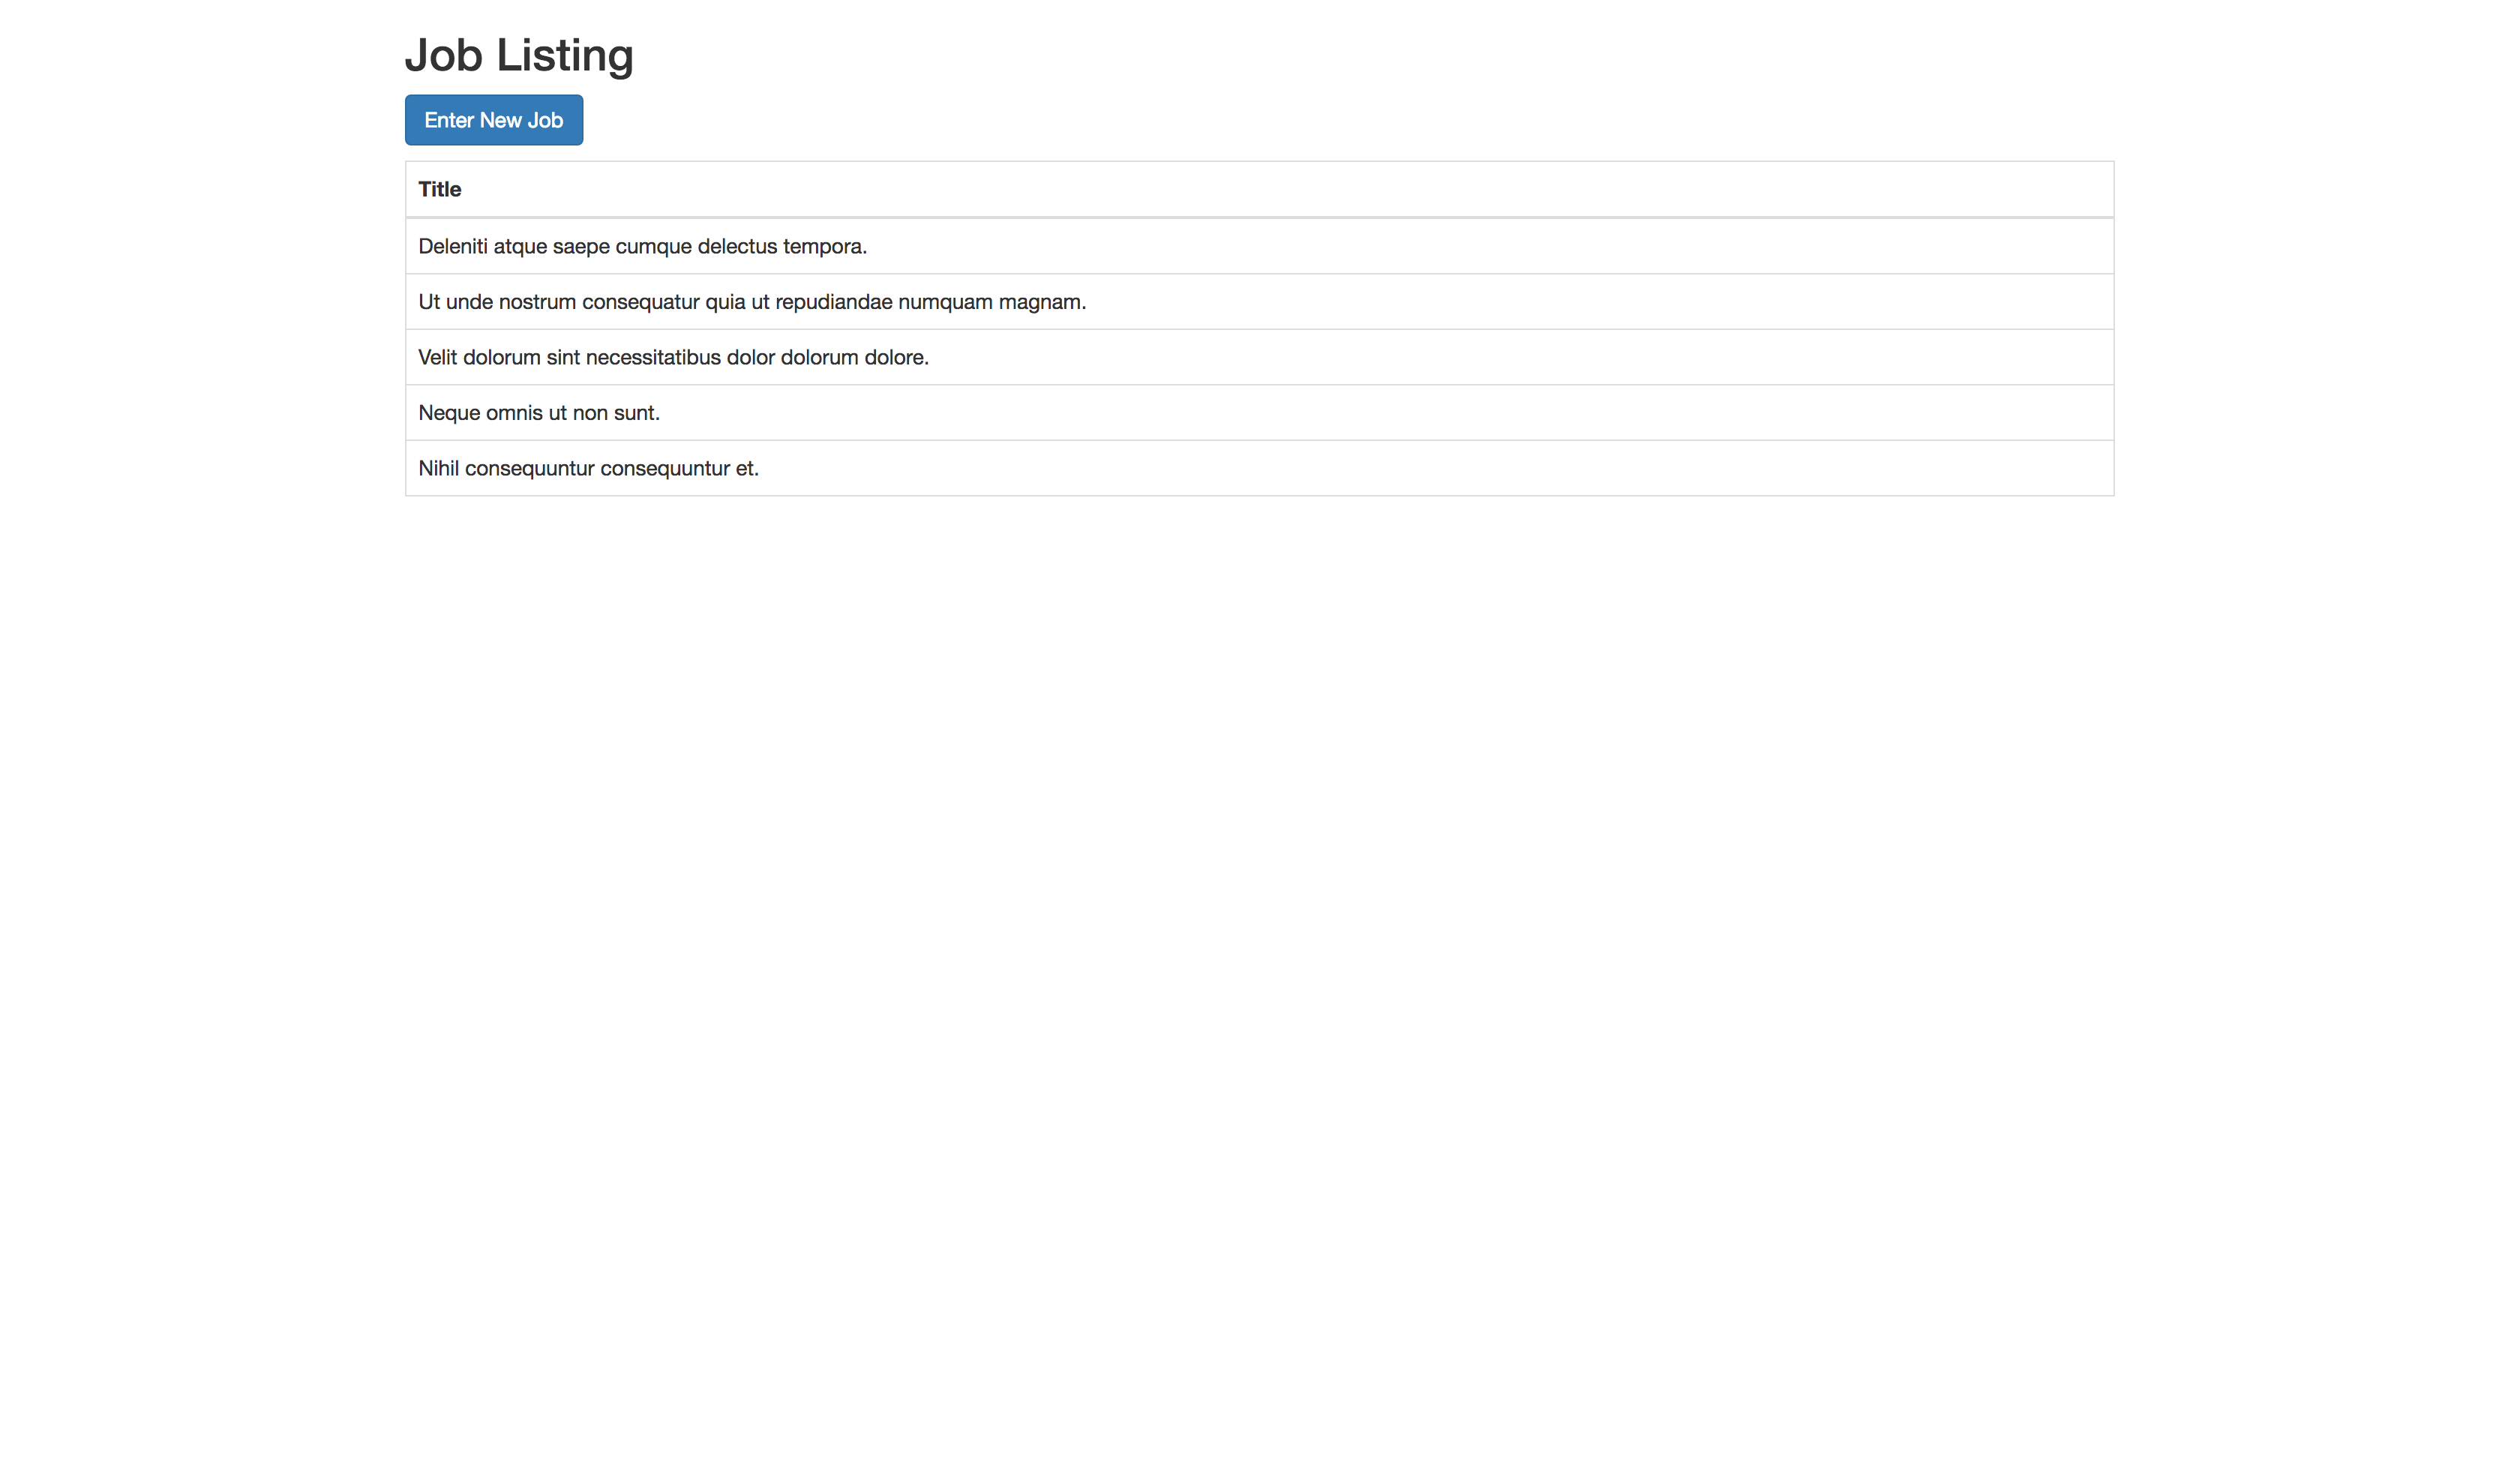 Job Listing
Enter New Job
Title
Deleniti atque saepe cumque delectus tempora.
Ut unde nostrum consequatur quia ut repudiandae numquam magnam.
Velit dolorum sint necessitatibus dolor dolorum dolore.
Neque omnis ut non sunt.
Nihil consequuntur consequuntur et.